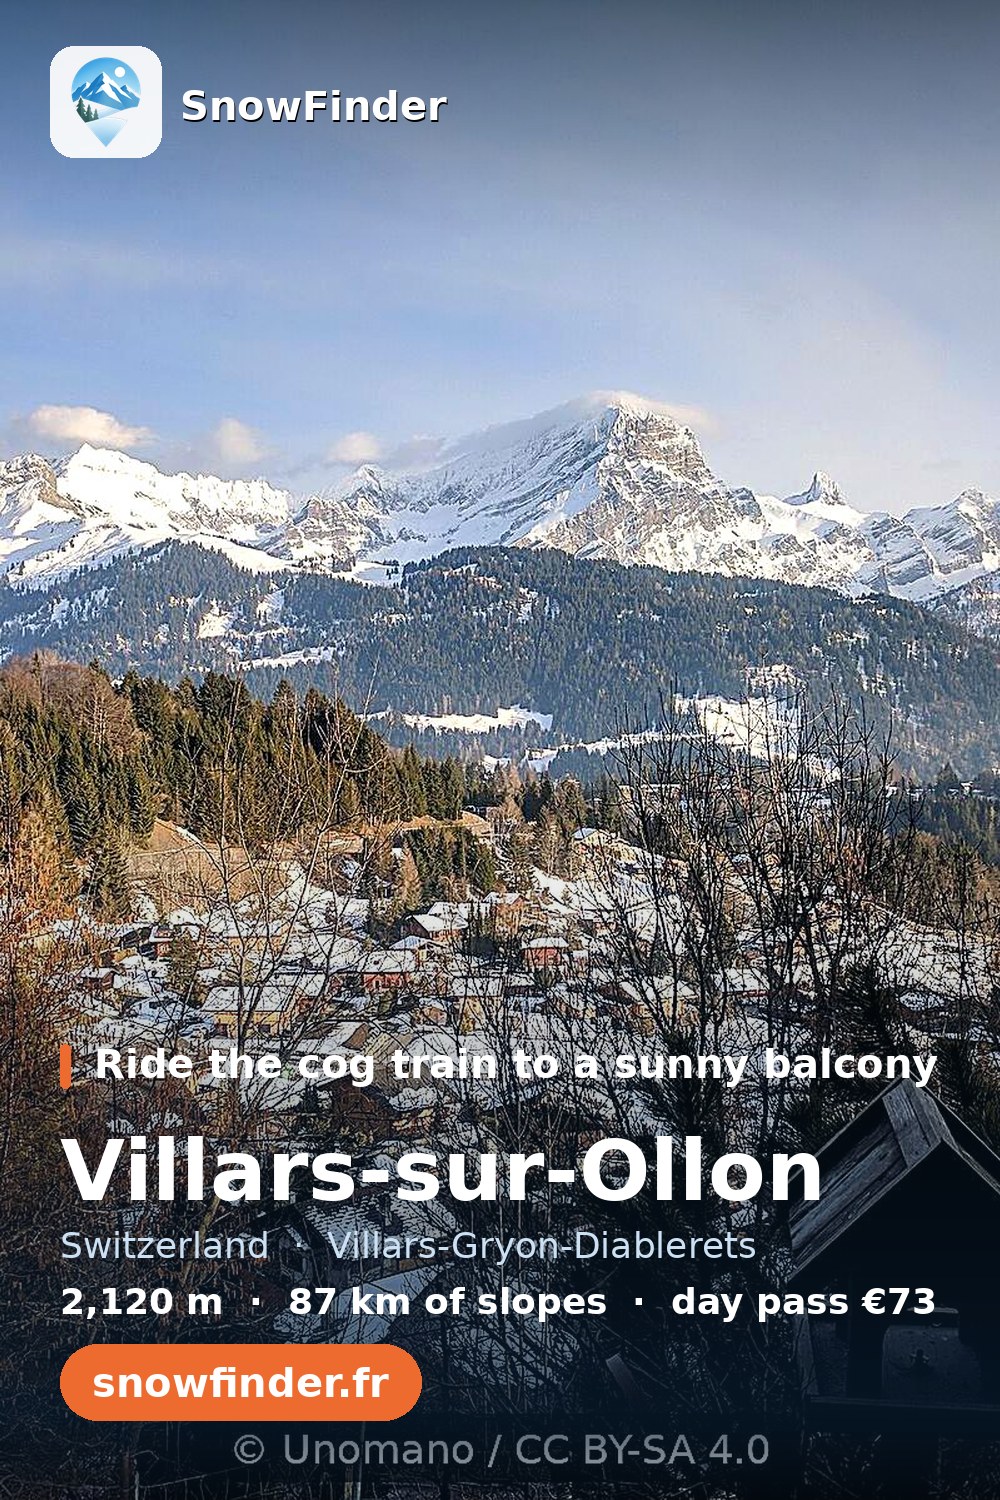 SnowFinder
Ride the cog train to a sunny balcony
Villars-sur-Ollon
Switzerland · Villars-Gryon-Diablerets
2,120 m · 87 km of slopes · day pass €73
snowfinder.fr
© Unomano / CC BY-SA 4.0